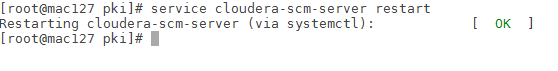 [root@mac127 pki]# service cloudera-scm-server restart
Restarting cloudera-scm-server (via systemctl):            [  OK  ]
[root@mac127 pki]#